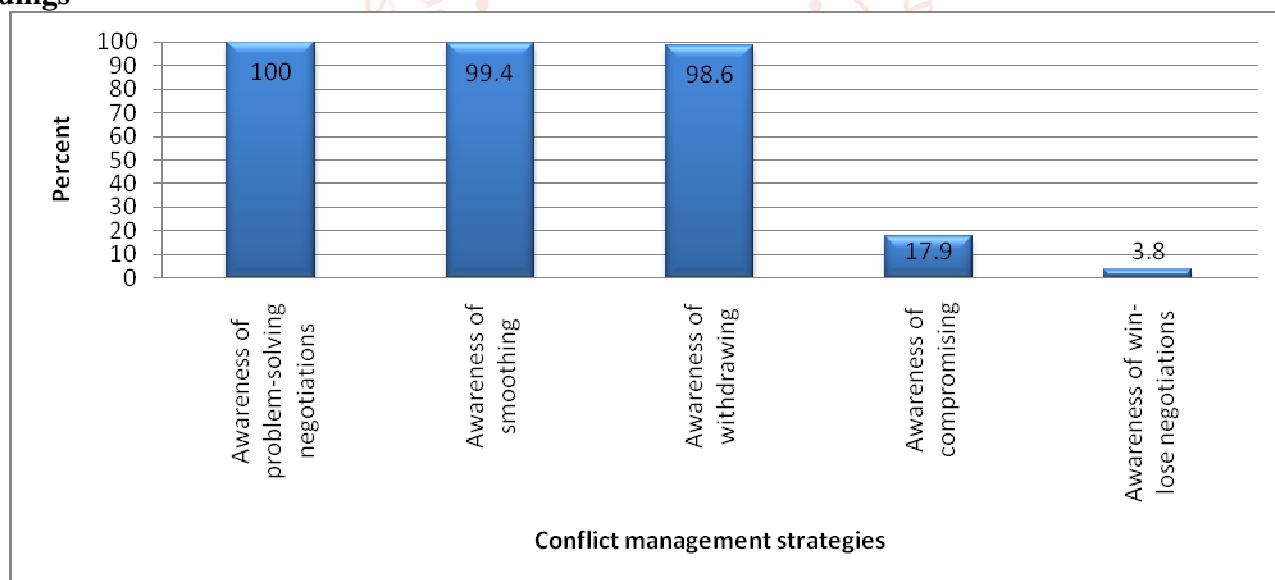 100
90
80
70
60
50
40
30
20
10
0
Percent
100
99.4
98.6
17.9
3.8
Awareness of
problem-solving
negotiations
Awareness of
smoothing
Awareness of
withdrawing
Awareness of
compromising
Awareness of win-
lose negotiations
Conflict management strategies